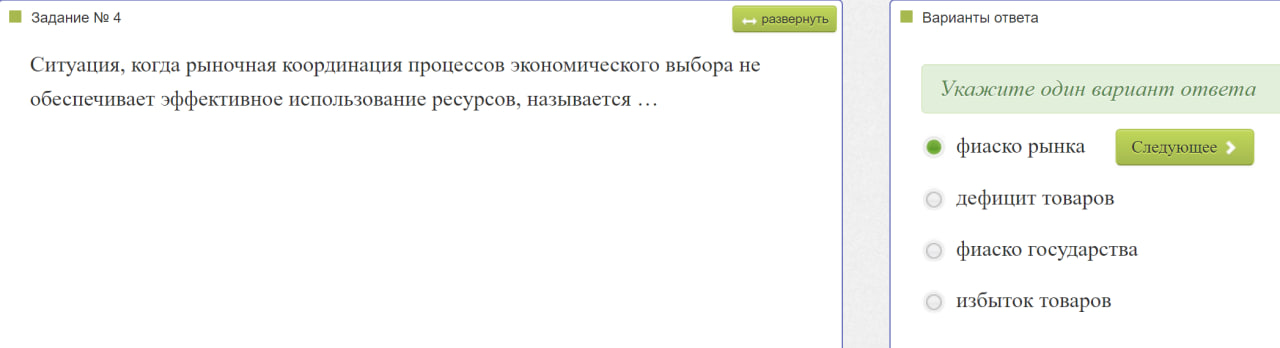 Задание № 4
развернуть
Ситуация, когда рыночная координация процессов экономического выбора не
обеспечивает эффективное использование ресурсов, называется …
Варианты ответа
Укажите один вариант ответа
фиаско рынка
Следующее
дефицит товаров
фиаско государства
избыток товаров